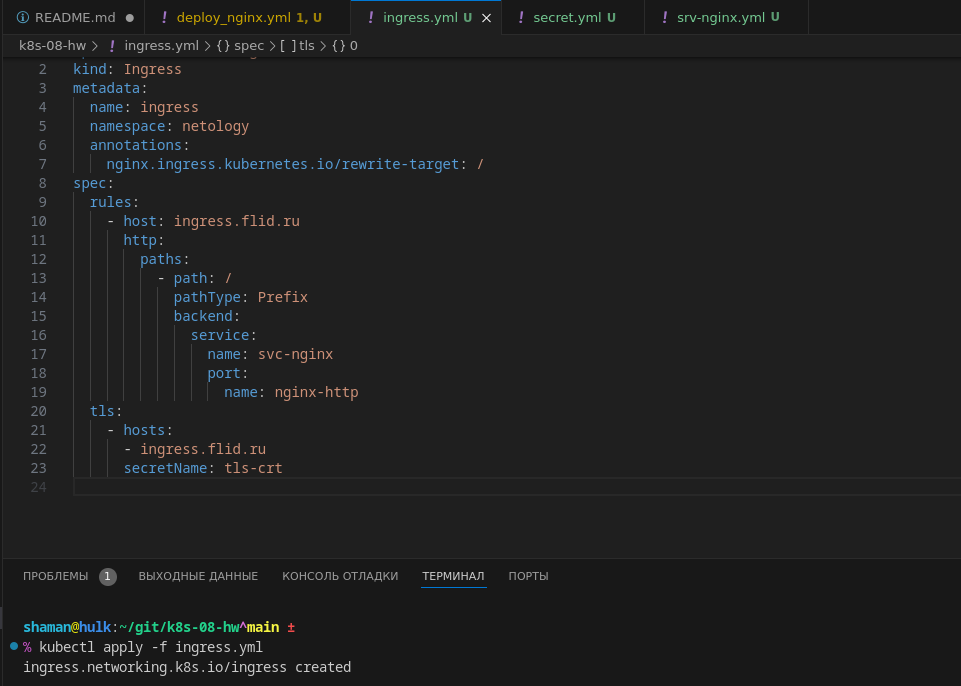 README.md ●
! deploy_nginx.yml 1, U
! ingress.yml U ×
! secret.yml U
! srv-nginx.yml U
k8s-08-hw > ! ingress.yml > {} spec > [ ] tls > {} 0
2 kind: Ingress
3 metadata:
4   name: ingress
5   namespace: netology
6   annotations:
7     nginx.ingress.kubernetes.io/rewrite-target: /
8 spec:
9   rules:
10     - host: ingress.flid.ru
11       http:
12         paths:
13           - path: /
14             pathType: Prefix
15             backend:
16               service:
17                 name: svc-nginx
18                 port:
19                   name: nginx-http
20   tls:
21     - hosts:
22       - ingress.flid.ru
23       secretName: tls-crt
24
ПРОБЛЕМЫ 1 ВЫХОДНЫЕ ДАННЫЕ КОНСОЛЬ ОТЛАДКИ ТЕРМИНАЛ ПОРТЫ
shaman@hulk:~/git/k8s-08-hw^main ±
% kubectl apply -f ingress.yml
ingress.networking.k8s.io/ingress created